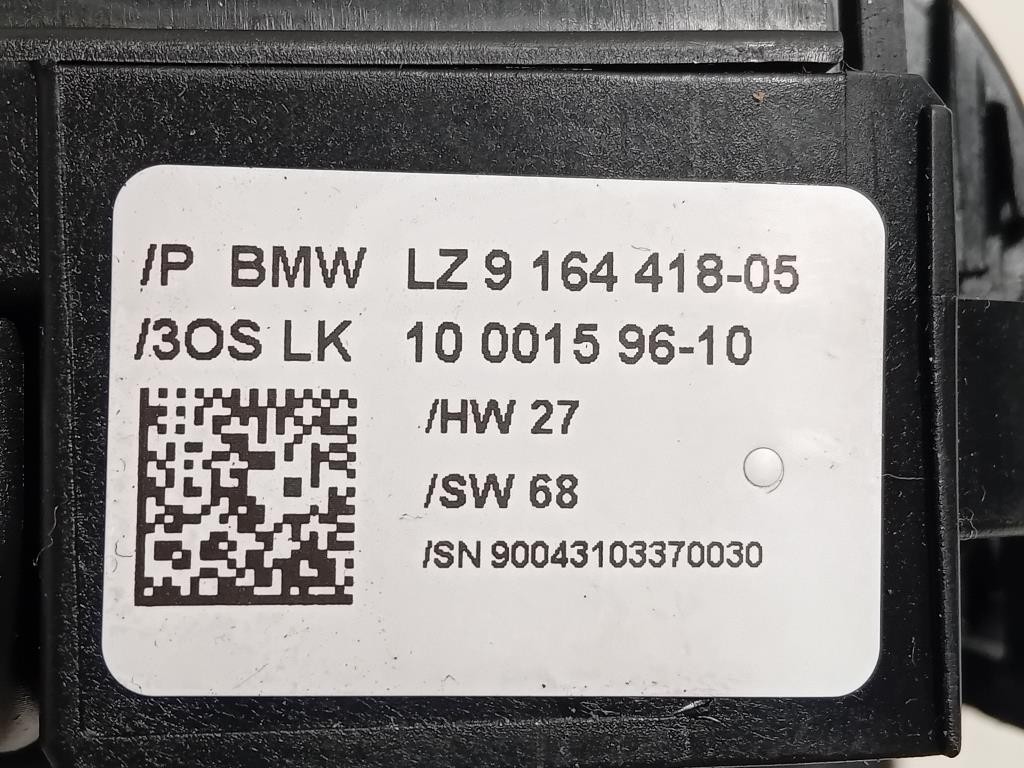 /P BMW LZ 9 164 418-05
/3OS LK 10 0015 96-10
/HW 27
/SW 68
/SN 90043103370030